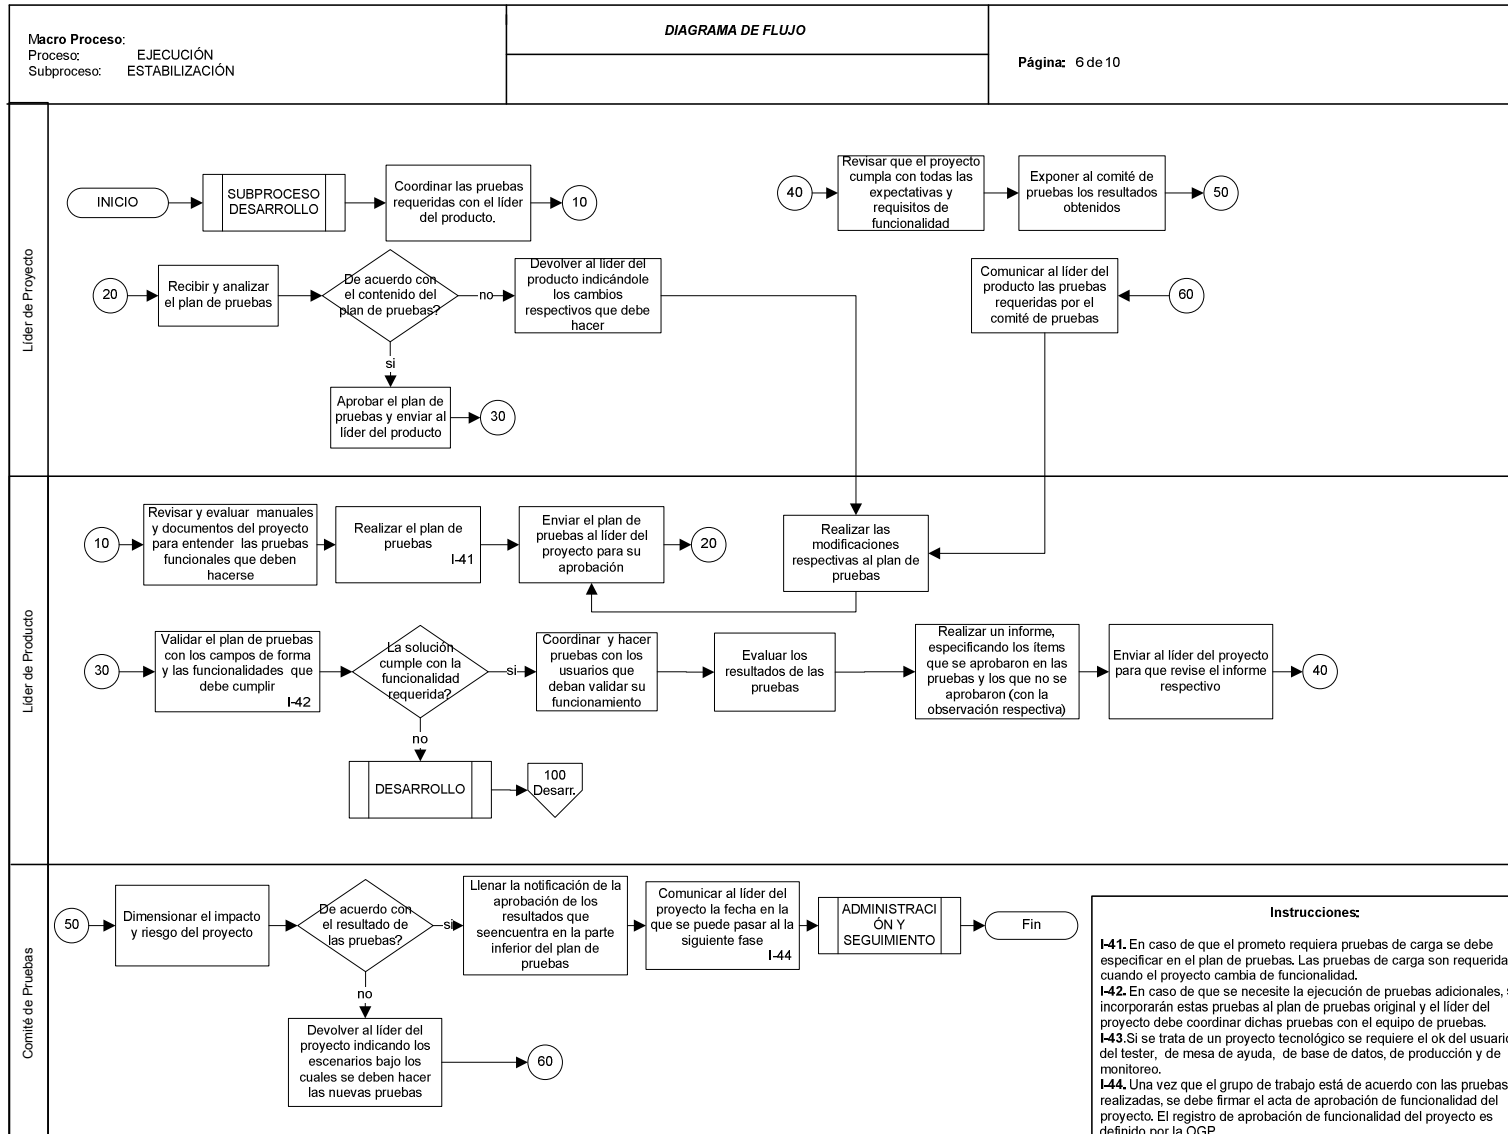 Macro Proceso:
Proceso: EJECUCIÓN
Subproceso: ESTABILIZACIÓN
DIAGRAMA DE FLUJO
Página: 6 de 10
Líder de Proyecto
INICIO
SUBPROCESO
DESARROLLO
Coordinar las pruebas
requeridas con el líder
del producto.
10
40
Revisar que el proyecto
cumpla con todas las
expectativas y
requisitos de
funcionalidad
Exponer al comité de
pruebas los resultados
obtenidos
50
20
Recibir y analizar
el plan de pruebas
De acuerdo con
el contenido del
plan de pruebas?
no
Devolver al líder del
producto indicándole
los cambios
respectivos que debe
hacer
Comunicar al líder del
producto las pruebas
requeridas por el
comité de pruebas
60
si
Aprobar el plan de
pruebas y enviar al
líder del producto
30
Líder de Producto
10
Revisar y evaluar manuales
y documentos del proyecto
para entender las pruebas
funcionales que deben
hacerse
Realizar el plan de
pruebas
I-41
Enviar el plan de
pruebas al líder del
proyecto para su
aprobación
20
Realizar las
modificaciones
respectivas al plan de
pruebas
30
Validar el plan de pruebas
con los campos de forma
y las funcionalidades que
debe cumplir
I-42
La solución
cumple con la
funcionalidad
requerida?
si
Coordinar y hacer
pruebas con los
usuarios que
deban validar su
funcionamiento
Evaluar los
resultados de las
pruebas
Realizar un informe,
especificando los ítems
que se aprobaron en las
pruebas y los que no se
aprobaron (con la
observación respectiva)
Enviar al líder del proyecto
para que revise el informe
respectivo
40
no
DESARROLLO
100
Desarr.
Comité de Pruebas
50
Dimensionar el impacto
y riesgo del proyecto
De acuerdo con
el resultado de
las pruebas?
si
Llenar la notificación de la
aprobación de los
resultados que
seencuentra en la parte
inferior del plan de
pruebas
Comunicar al líder del
proyecto la fecha en la
que se puede pasar al la
siguiente fase
I-44
ADMINISTRACI
ÓN Y
SEGUIMIENTO
Fin
no
Devolver al líder del
proyecto indicando los
escenarios bajo los
cuales se deben hacer
las nuevas pruebas
60
Instrucciones:
I-41. En caso de que el prometo requiera pruebas de carga se debe
especificar en el plan de pruebas. Las pruebas de carga son requerida
cuando el proyecto cambia de funcionalidad.
I-42. En caso de que se necesite la ejecución de pruebas adicionales,
incorporarán estas pruebas al plan de pruebas original y el líder del
proyecto debe coordinar dichas pruebas con el equipo de pruebas.
I-43.Si se trata de un proyecto tecnológico se requiere el ok del usuario
del tester, de mesa de ayuda, de base de datos, de producción y de
monitoreo.
I-44. Una vez que el grupo de trabajo está de acuerdo con las pruebas
realizadas, se debe firmar el acta de aprobación de funcionalidad del
proyecto. El registro de aprobación de funcionalidad del proyecto es
definido por la OGP